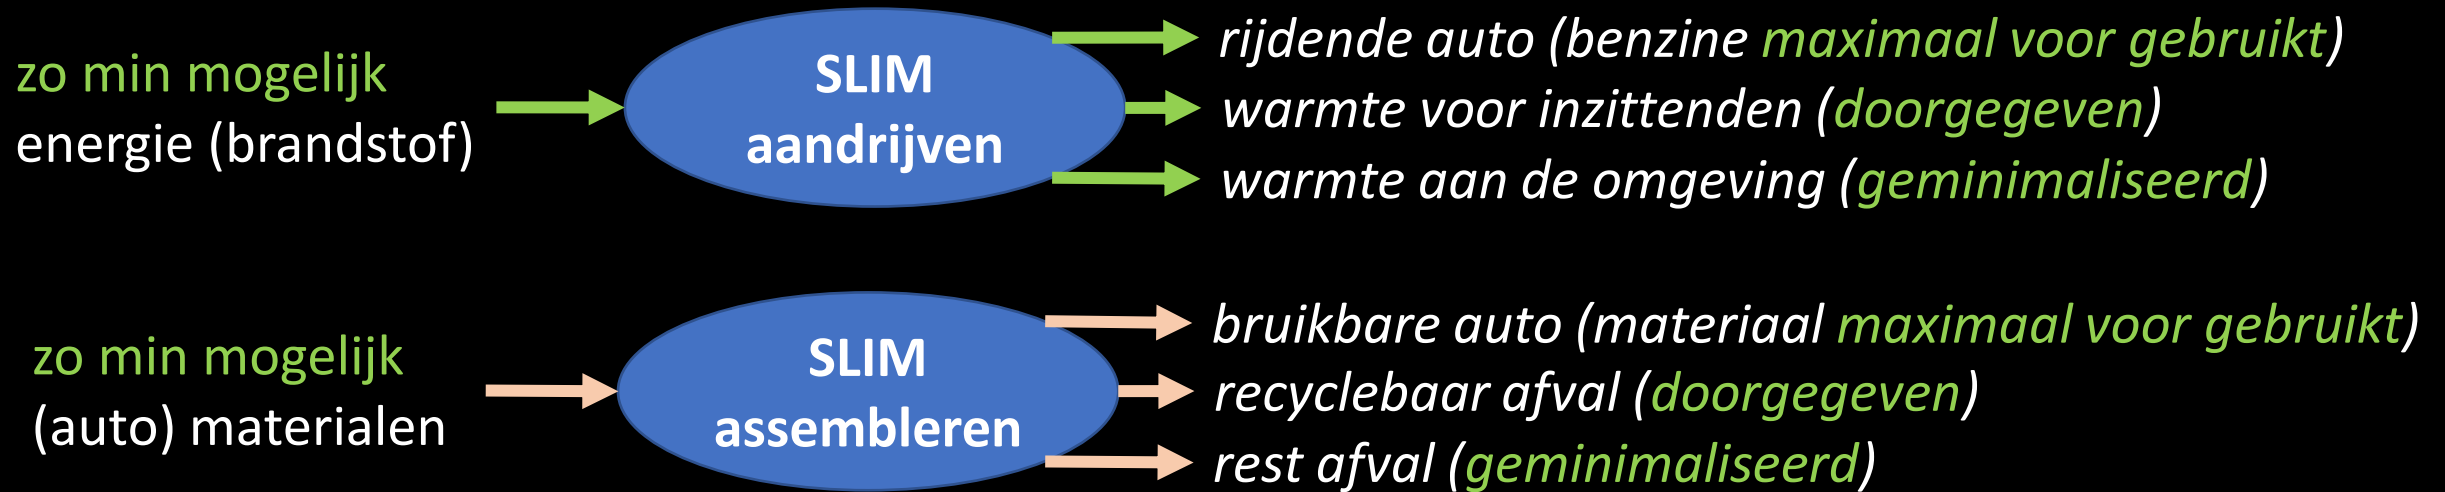 zo min mogelijk
energie (brandstof)
SLIM
aandrijven
rijdende auto (benzine maximaal voor gebruikt)
warmte voor inzittenden (doorgegeven)
warmte aan de omgeving (geminimaliseerd)
zo min mogelijk
(auto) materialen
SLIM
assembleren
bruikbare auto (materiaal maximaal voor gebruikt)
recyclebaar afval (doorgegeven)
rest afval (geminimaliseerd)